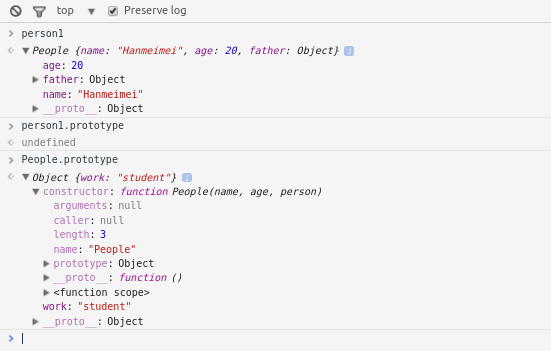 top Preserve log
person1
People {name: "Hanmeimei", age: 20, father: Object}
age: 20
father: Object
name: "Hanmeimei"
__proto__: Object
person1.prototype
undefined
People.prototype
Object {work: "student"}
constructor: function People(name, age, person)
arguments: null
caller: null
length: 3
name: "People"
prototype: Object
__proto__: function ()
<function scope>
work: "student"
__proto__: Object